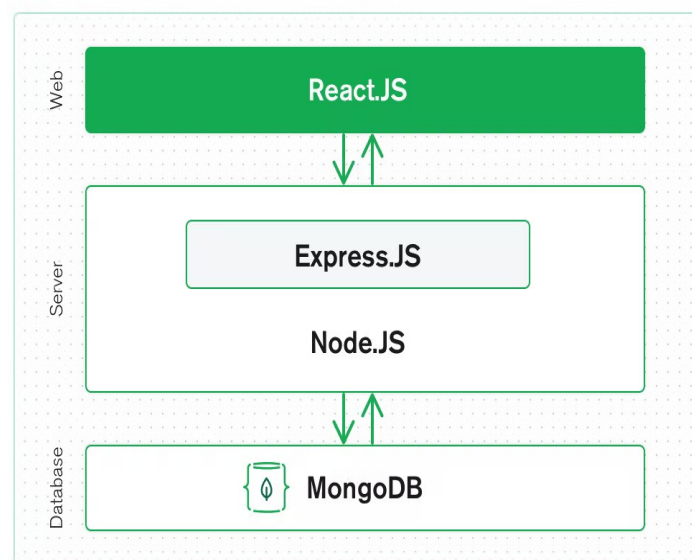 Web
React.JS
Server
Express.JS
Node.JS
Database
MongoDB